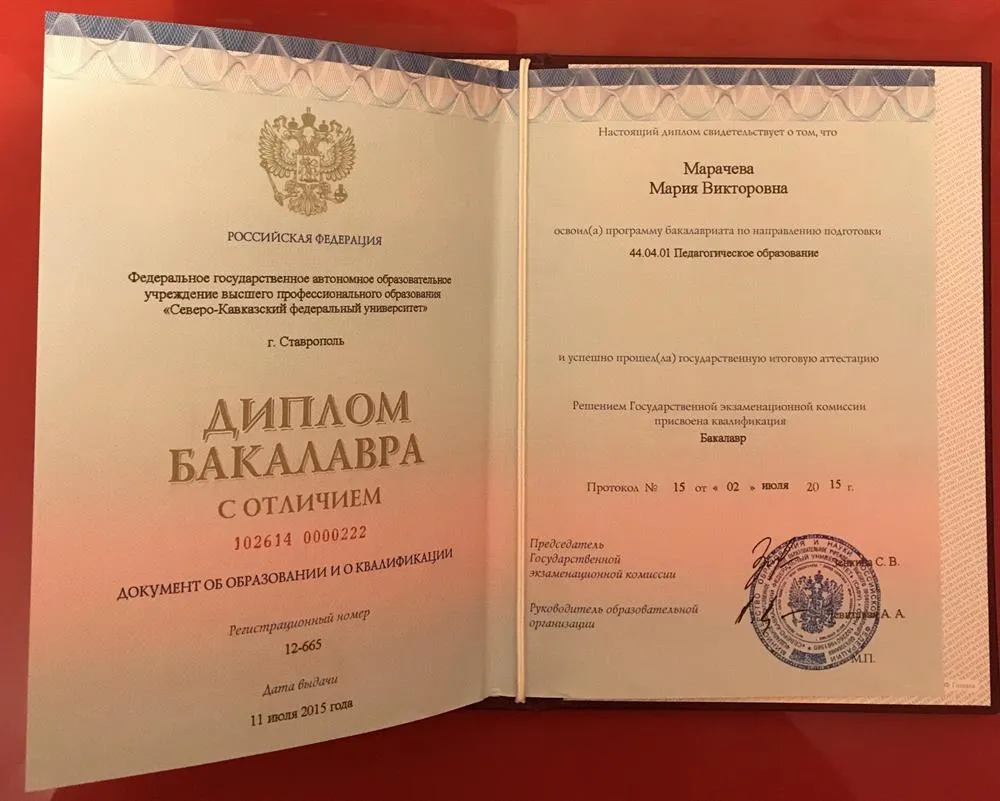 РОССИЙСКАЯ ФЕДЕРАЦИЯ
Федеральное государственное автономное образовательное
учреждение высшего профессионального образования
«Северо-Кавказский федеральный университет»
г. Ставрополь
ДИПЛОМ
БАКАЛАВРА
С ОТЛИЧИЕМ
102614 0000222
ДОКУМЕНТ ОБ ОБРАЗОВАНИИ И О КВАЛИФИКАЦИИ
Регистрационный номер
12-665
Дата выдачи
11 июля 2015 года
Настоящий диплом свидетельствует о том, что
Марачева
Мария Викторовна
освоил(а) программу бакалавриата по направлению подготовки
44.04.01 Педагогическое образование
и успешно прошел(ла) государственную итоговую аттестацию
Решением Государственной экзаменационной комиссии
присвоена квалификация
Бакалавр
Протокол № 15 от « 02 » июля 20 15 г.
Председатель
Государственной
экзаменационной комиссии
С. В.
Руководитель образовательной
организации
А. А.
М.П.